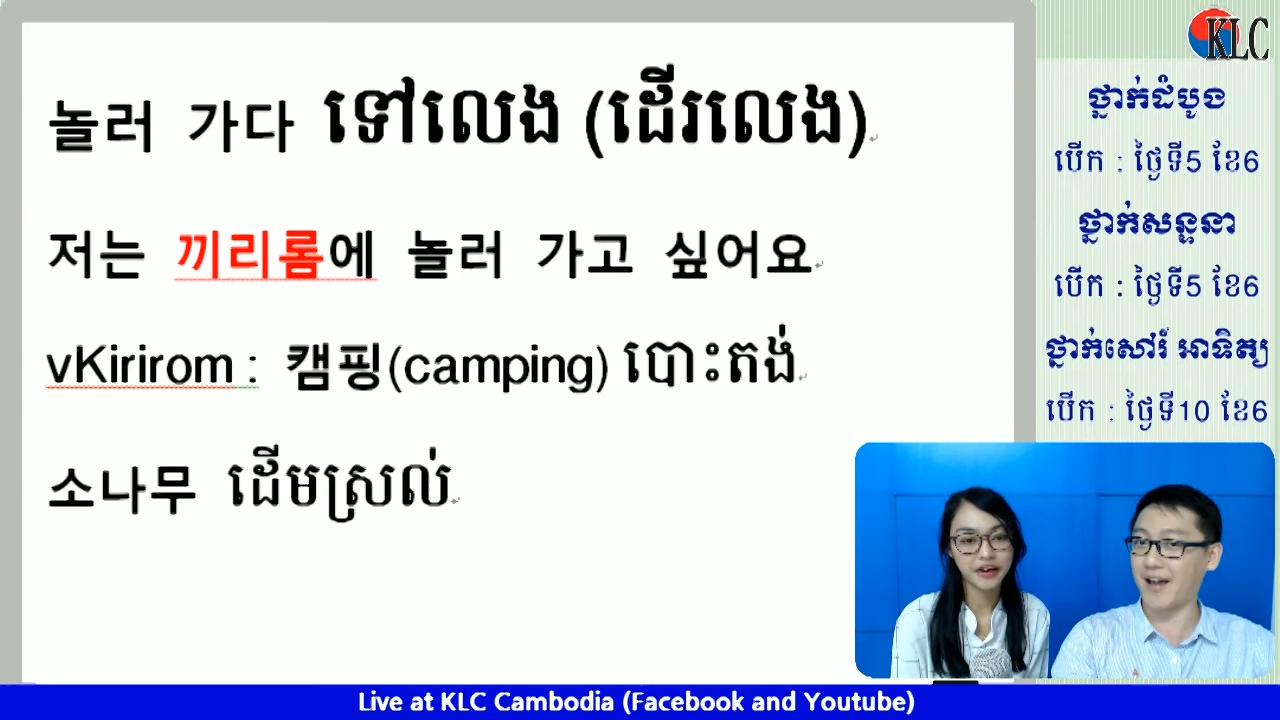 놀러 가다 ទៅលេង (ដើរលេង)
저는 끼리롬에 놀러 가고 싶어요
vKirirom : 캠핑(camping) បោះតង់
소나무 ដើមស្រល់
KLC
ថ្នាក់ដំបូង
បើក : ថ្ងៃទី5 ខែ6
ថ្នាក់សន្ទនា
បើក : ថ្ងៃទី5 ខែ6
ថ្នាក់សៅរ៍ អាទិត្យ
បើក : ថ្ងៃទី10 ខែ6
Live at KLC Cambodia (Facebook and Youtube)